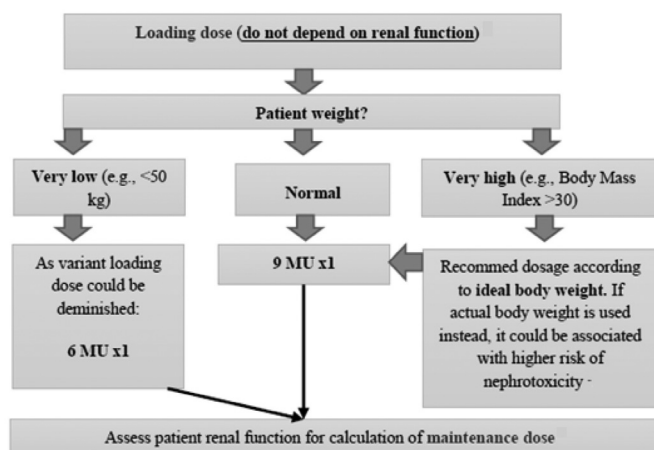 Loading dose (do not depend on renal function)
Patient weight?
Very low (e.g., <50
kg)
Normal
Very high (e.g., Body Mass
Index >30)
As variant loading
dose could be
deminished:
6 MU x1
9 MU x1
Recommed dosage according
to ideal body weight. If
actual body weight is used
instead, it could be associated
with higher risk of
nephrotoxicity -
Assess patient renal function for calculation of maintenance dose